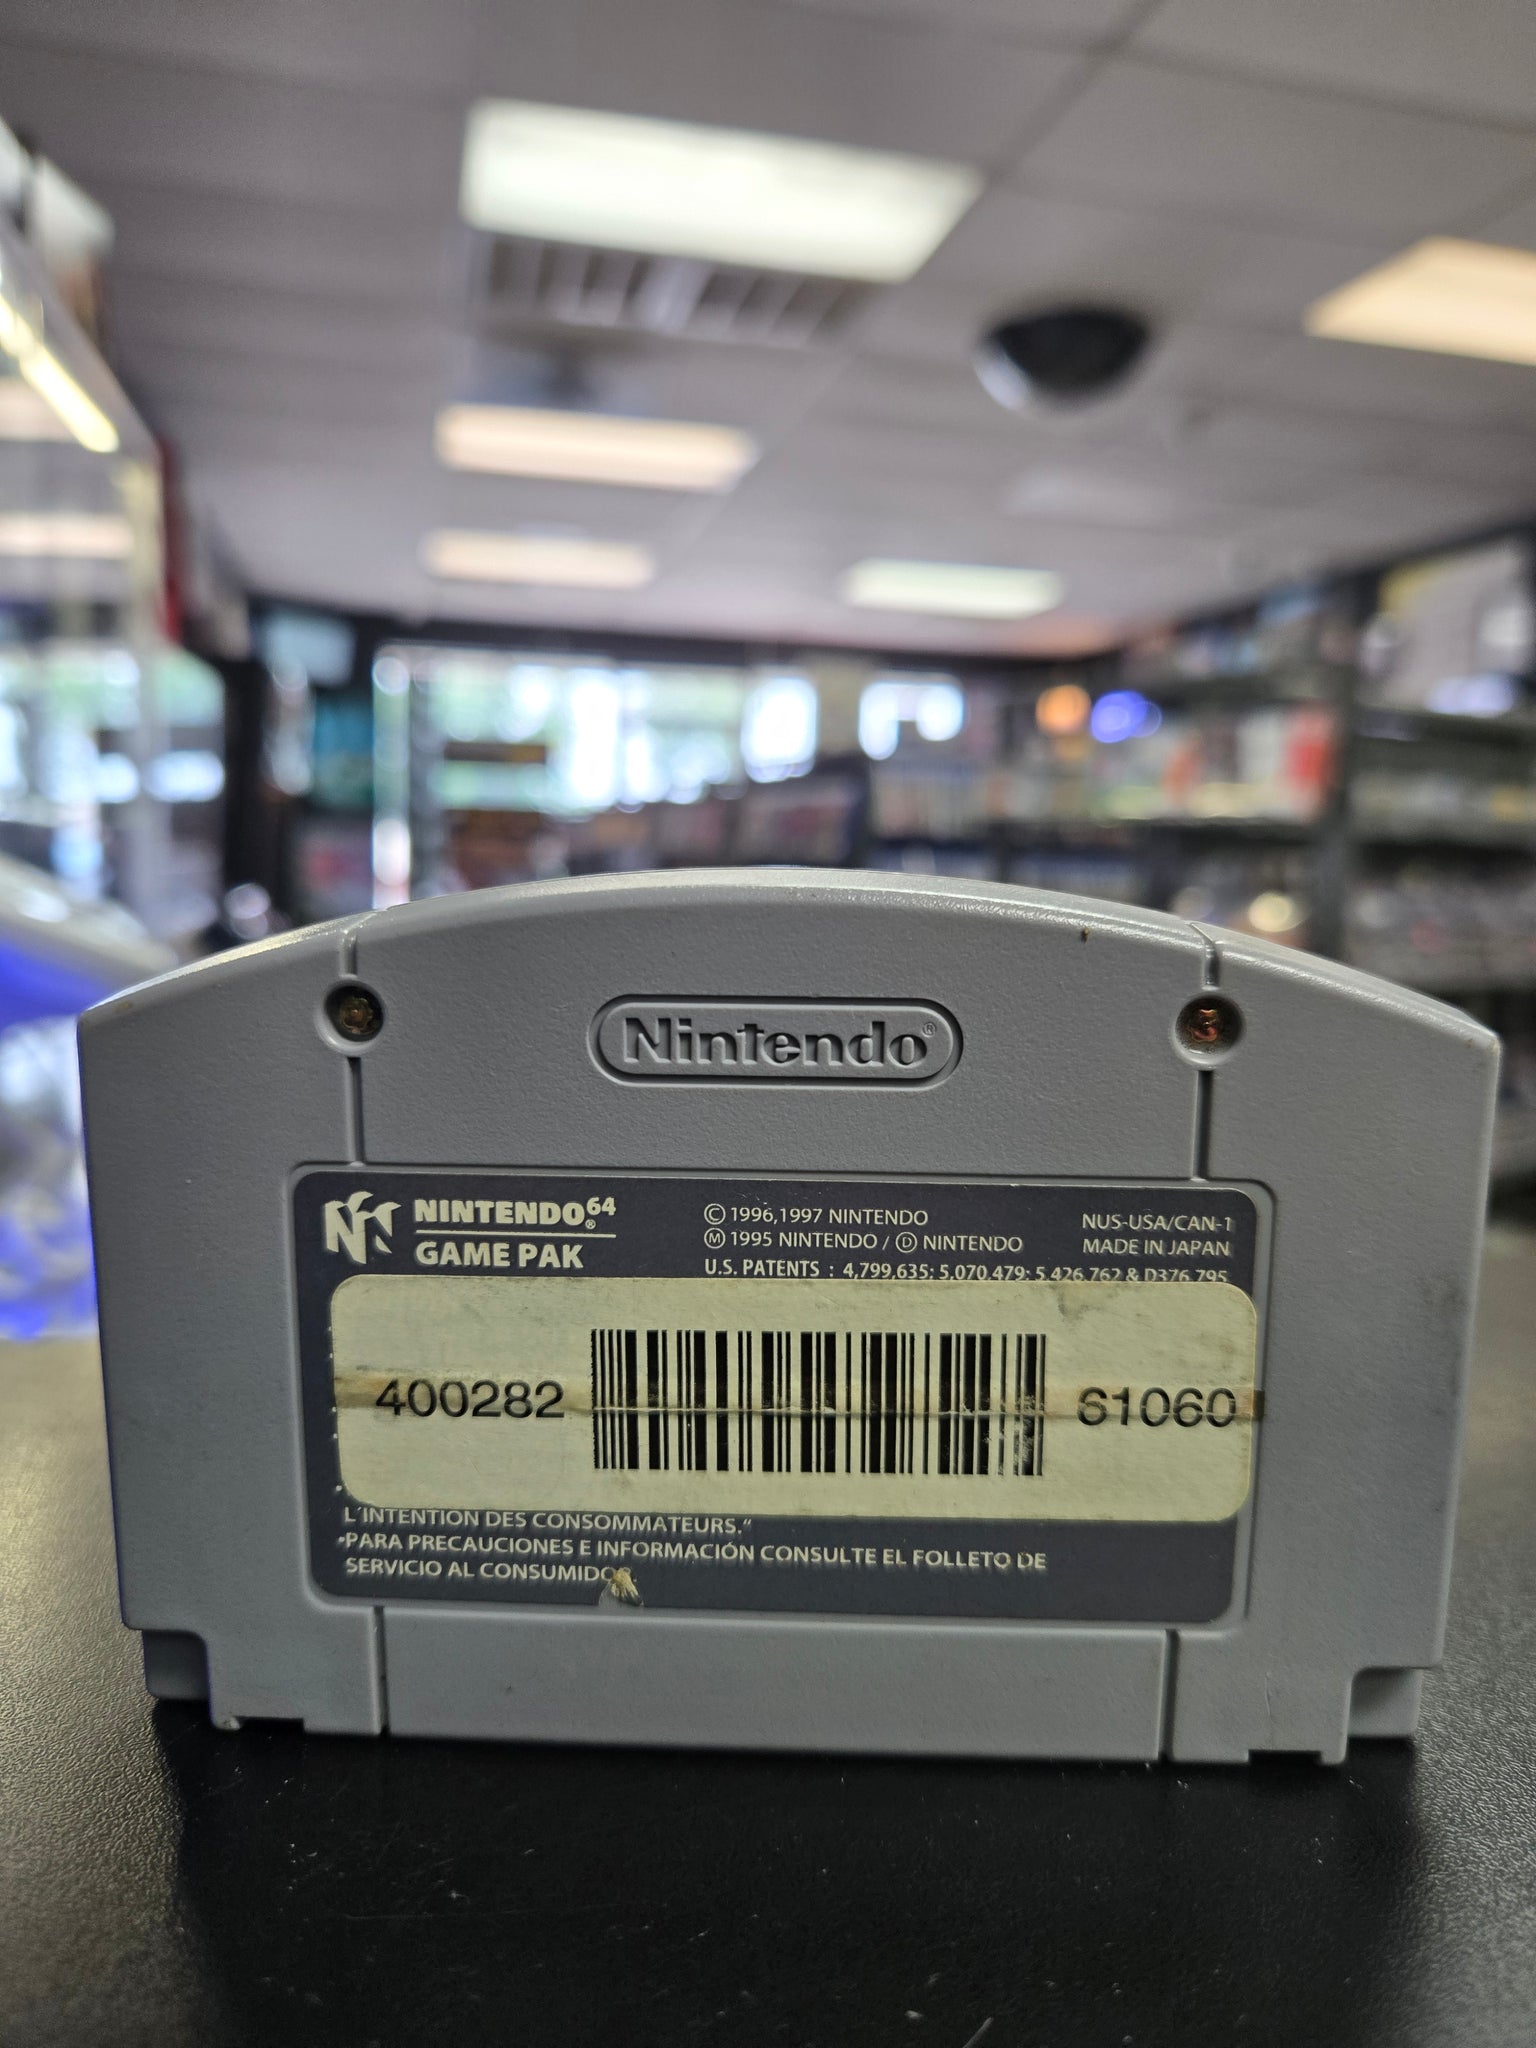 Nintendo®
NINTENDO64®
GAME PAK
© 1996,1997 NINTENDO
Ⓜ 1995 NINTENDO / Ⓓ NINTENDO
U.S. PATENTS : 4,799,635; 5,070,479; 5,426,762 & D376,795
NUS-USA/CAN-1
MADE IN JAPAN
400282
61060
L'INTENTION DES CONSOMMATEURS."
•PARA PRECAUCIONES E INFORMACIÓN CONSULTE EL FOLLETO DE
SERVICIO AL CONSUMIDOR